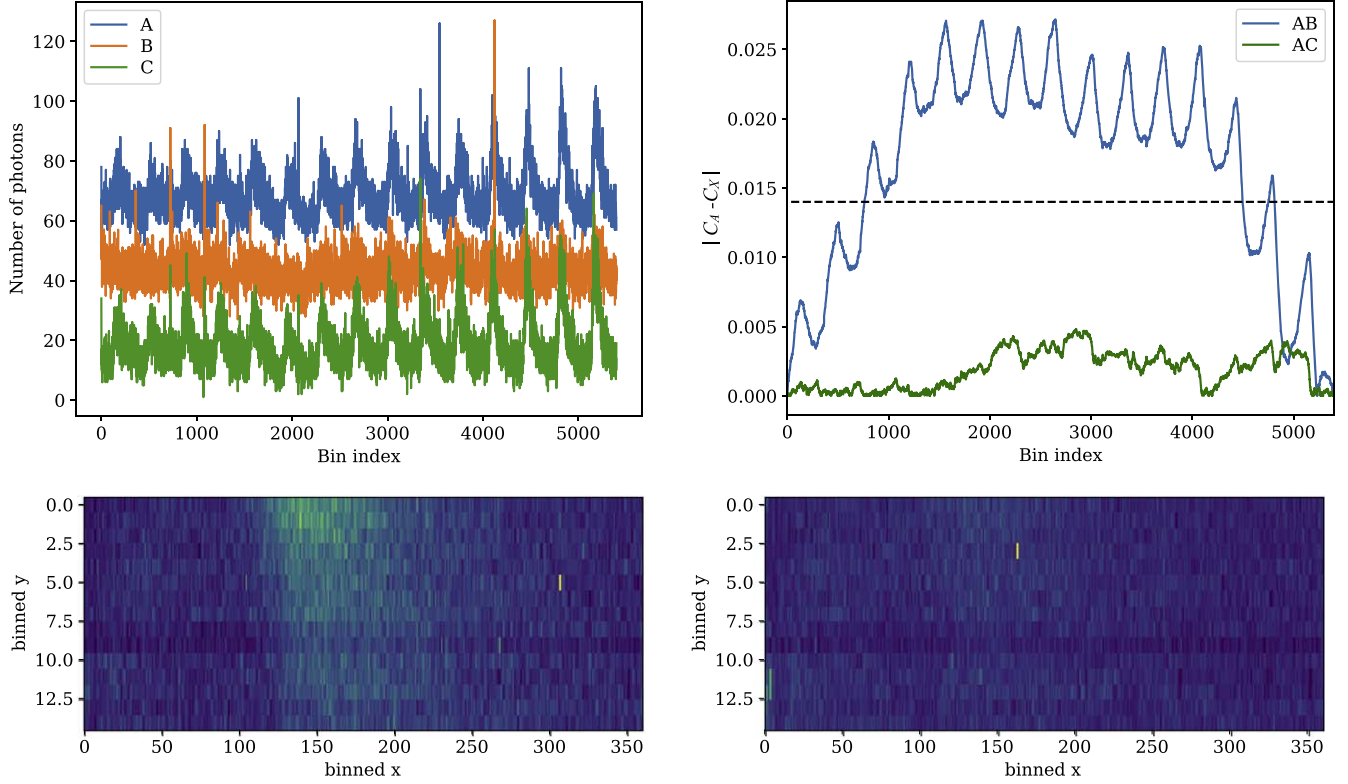 A
B
C
120
100
80
60
40
20
0
Number of photons
0 1000 2000 3000 4000 5000
Bin index
AB
AC
0.025
0.020
0.015
0.010
0.005
0.000
| C_A - C_X |
0 1000 2000 3000 4000 5000
Bin index
0.0
2.5
5.0
7.5
10.0
12.5
binned y
0 50 100 150 200 250 300 350
binned x
0.0
2.5
5.0
7.5
10.0
12.5
binned y
0 50 100 150 200 250 300 350
binned x